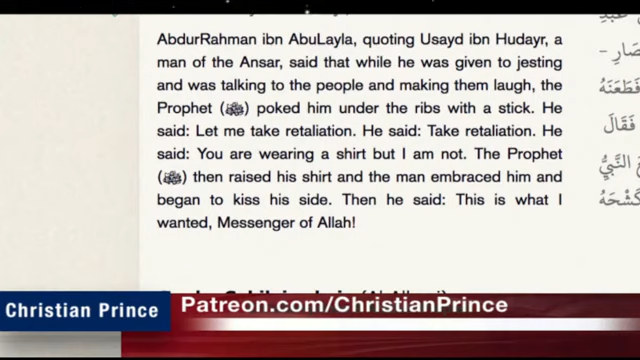 AbdurRahman ibn AbuLayla, quoting Usayd ibn Hudayr, a
man of the Ansar, said that while he was given to jesting
and was talking to the people and making them laugh, the
Prophet (ﷺ) poked him under the ribs with a stick. He
said: Let me take retaliation. He said: Take retaliation. He
said: You are wearing a shirt but I am not. The Prophet
(ﷺ) then raised his shirt and the man embraced him and
began to kiss his side. Then he said: This is what I
wanted, Messenger of Allah!
فَطَعَنَهُ
فَقَالَ
النَّبِيُّ
كَشْحَهُ
Christian Prince
Patreon.com/ChristianPrince